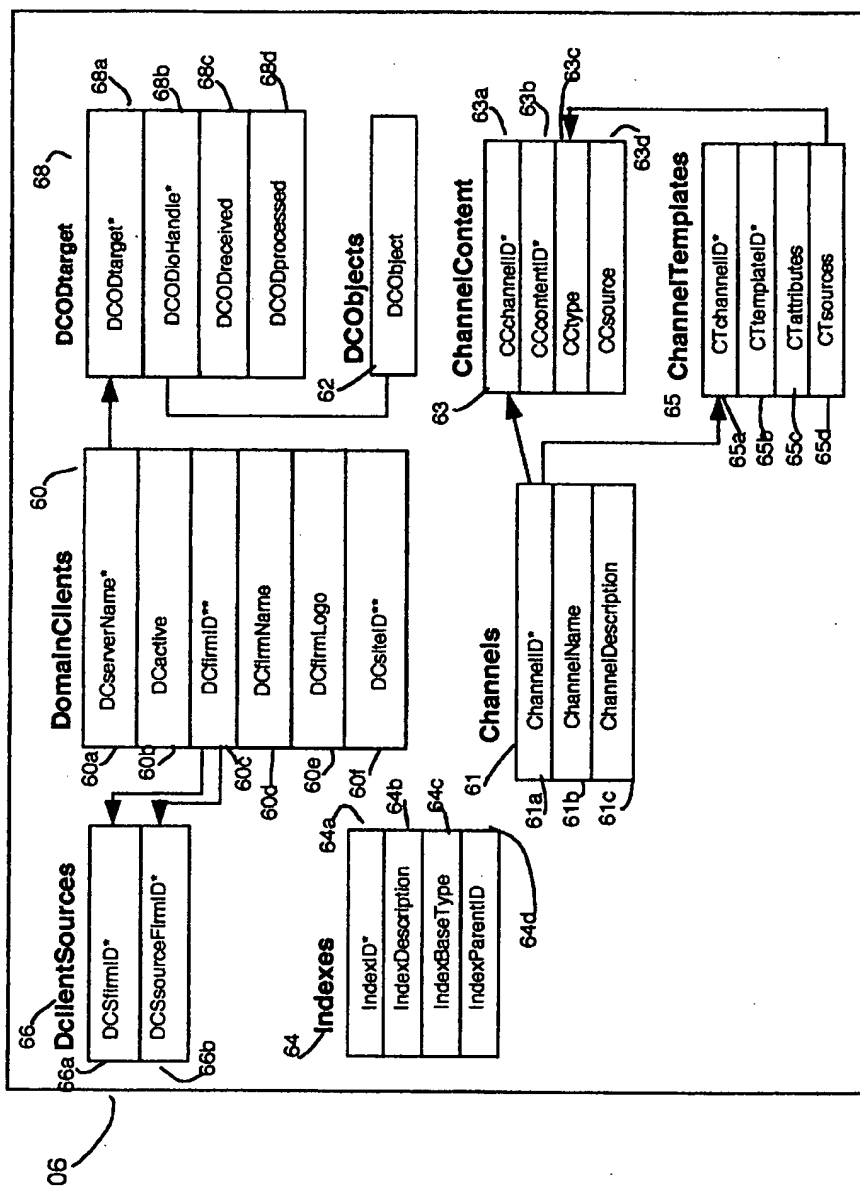 66 DclientSources
66a
DCSfirmID*
DCSsourceFirmID*
66b
DomainClients
60
60a
DCserverName*
60b
DCactive
60c
DCfirmID**
60d
DCfirmName
60e
DCfirmLogo
60f
DCsiteID**
DCODtarget
68
DCODtarget*
68a
DCODioHandle*
68b
DCODreceived
68c
DCODprocessed
68d
62 DCObjects
DCObject
64 Indexes
IndexID*
64a
IndexDescription
64b
IndexBaseType
64c
IndexParentID
64d
61 Channels
61a
ChannelID*
61b
ChannelName
61c
ChannelDescription
63 ChannelContent
CCchannelID*
63a
CCcontentID*
63b
CCtype
63c
CCsource
63d
65 ChannelTemplates
65a
CTchannelID*
65b
CTtemplateID*
65c
CTattributes
65d
CTsources